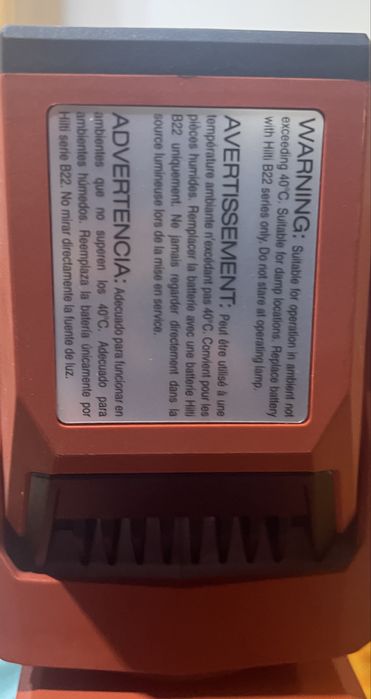 WARNING: Suitable for operation in ambient not
exceeding 40°C. Suitable for damp locations. Replace battery
with Hilti B22 series only. Do not stare at operating lamp.
AVERTISSEMENT: Peut être utilisé à une
température ambiante n'excédant pas 40°C. Convient pour les
pièces humides. Remplacer la batterie avec une batterie Hilti
B22 uniquement. Ne jamais regarder directement dans la
source lumineuse lors de la mise en service.
ADVERTENCIA: Adecuado para funcionar en
ambientes que no superen los 40°C. Adecuado para
ambientes húmedos. Reemplaza la batería únicamente por
Hilti serie B22. No mirar directamente la fuente de luz.